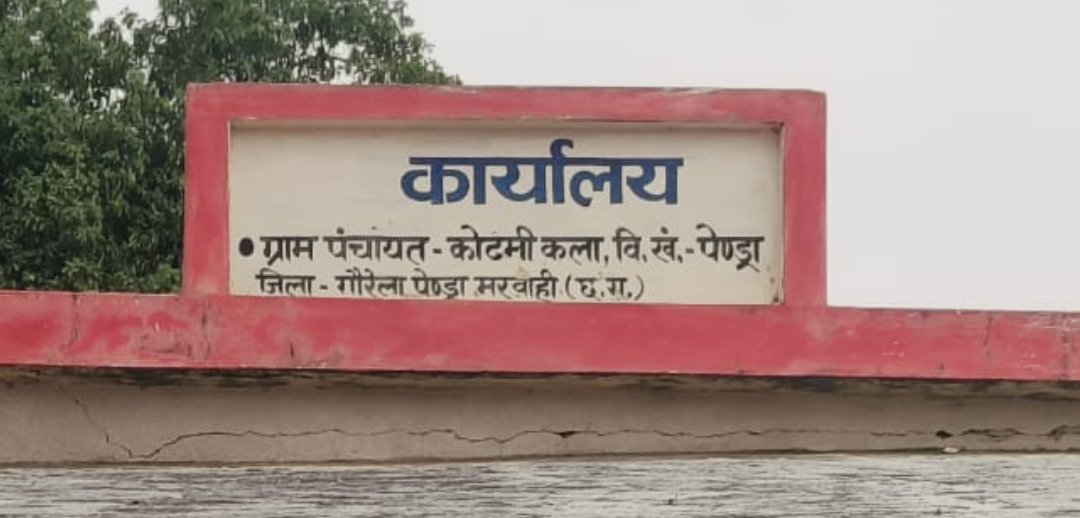 कार्यालय
• ग्राम पंचायत - कोटमी कला, वि. खं. - पेण्ड्रा
जिला - गौरेला पेण्ड्रा मरवाही (छ. ग.)